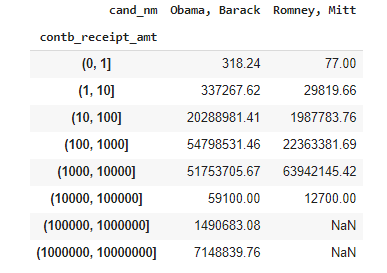 cand_nm Obama, Barack Romney, Mitt
contb_receipt_amt
(0, 1] 318.24 77.00
(1, 10] 337267.62 29819.66
(10, 100] 20288981.41 1987783.76
(100, 1000] 54798531.46 22363381.69
(1000, 10000] 51753705.67 63942145.42
(10000, 100000] 59100.00 12700.00
(100000, 1000000] 1490683.08 NaN
(1000000, 10000000] 7148839.76 NaN